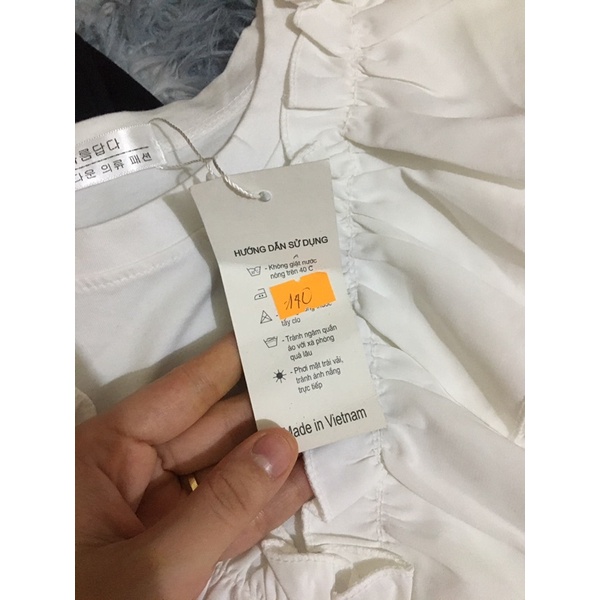 름답다
다운 의류 패션
HƯỚNG DẪN SỬ DỤNG
- Không giặt nước
nóng trên 40°C
140
tẩy clo
- Tránh ngâm quần
áo với xà phòng
quá lâu
- Phơi mặt trái vải,
tránh ánh nắng
trực tiếp
Made in Vietnam